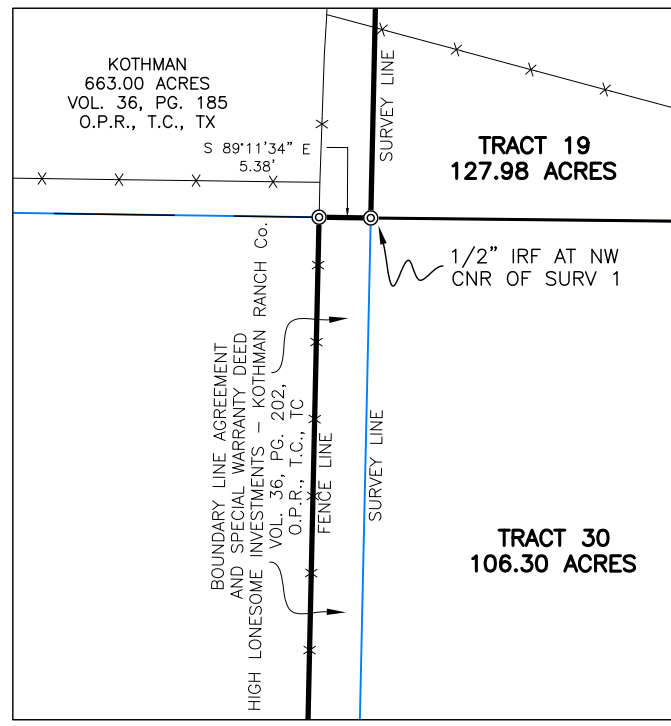 KOTHMAN
663.00 ACRES
VOL. 36, PG. 185
O.P.R., T.C., TX
S 89°11'34" E
5.38'
SURVEY LINE
TRACT 19
127.98 ACRES
1/2" IRF AT NW
CNR OF SURV 1
BOUNDARY LINE AGREEMENT
AND SPECIAL WARRANTY DEED
HIGH LONESOME INVESTMENTS - KOTHMAN RANCH Co.
VOL. 36, PG. 202,
O.P.R., T.C., TC
FENCE LINE
SURVEY LINE
TRACT 30
106.30 ACRES